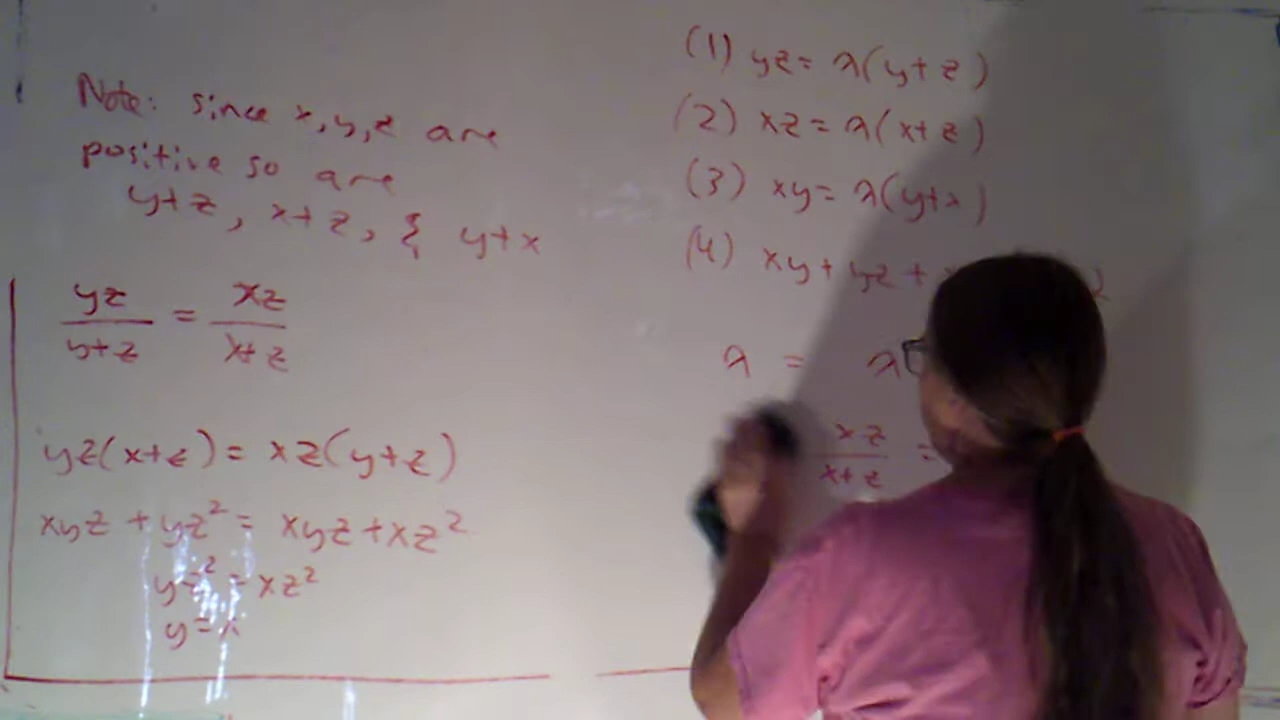 Note: since x, y, z are
positive so are
y+z, x+z, & y+x
yz/y+z = xz/x+z
yz(x+z) = xz(y+z)
xyz + yz² = xyz + xz²
yz² = xz²
y = x
(1) yz = λ(y+z)
(2) xz = λ(x+z)
(3) xy = λ(y+x)
(4) xy + yz +
λ = λ
xz/x+z =